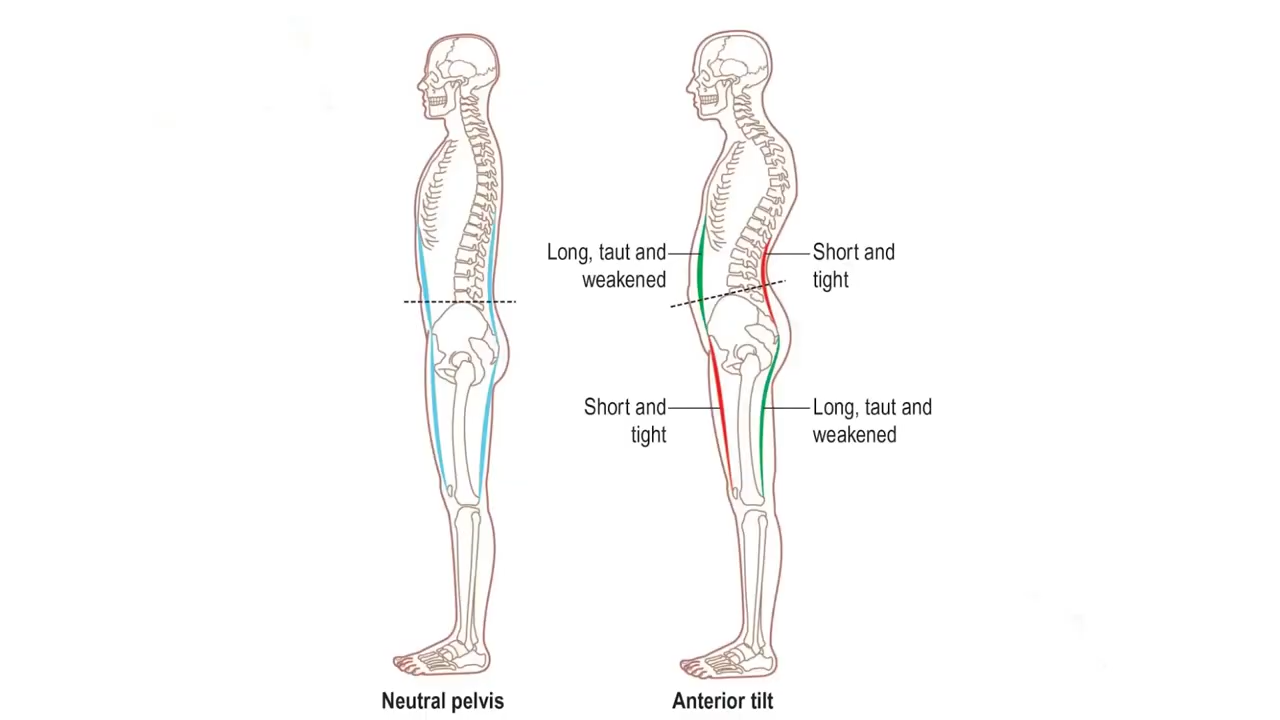 Long, taut and
weakened
Short and
tight
Short and
tight
Long, taut and
weakened
Neutral pelvis
Anterior tilt